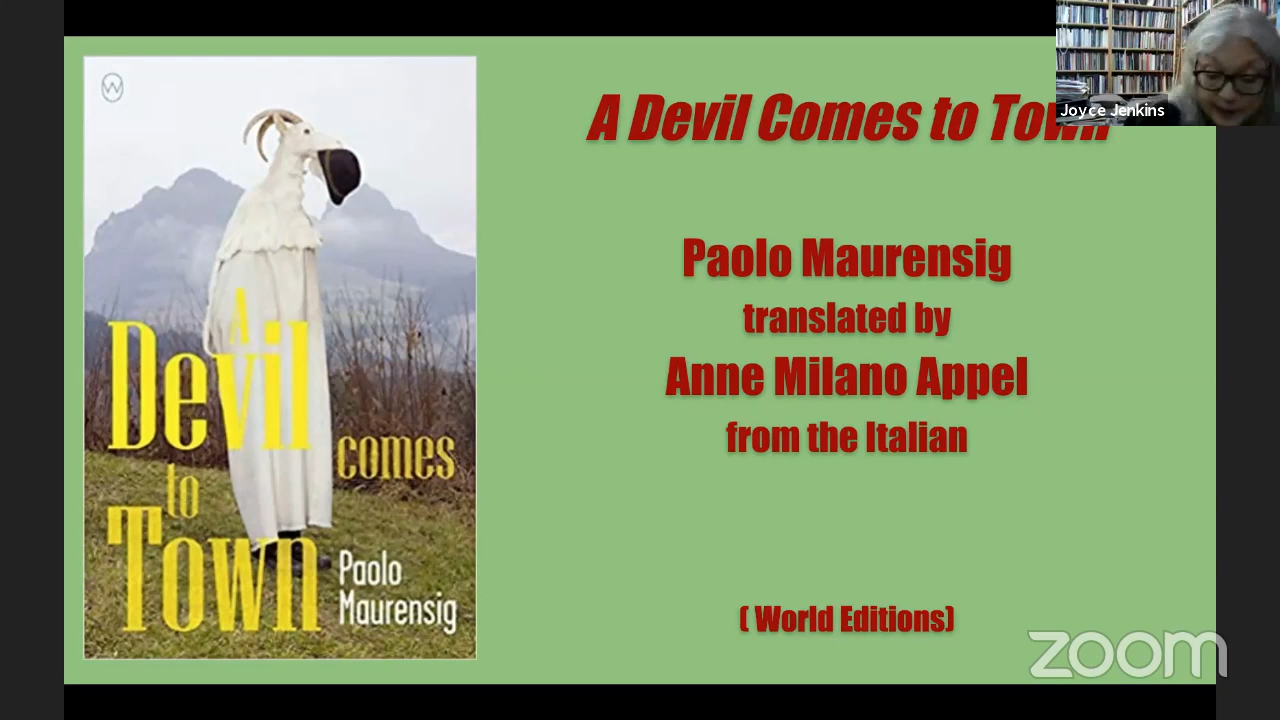 W
A
Devil
comes
to
Town
Paolo
Maurensig
A Devil Comes to Town
Paolo Maurensig
translated by
Anne Milano Appel
from the Italian
( World Editions)
Joyce Jenkins
zoom